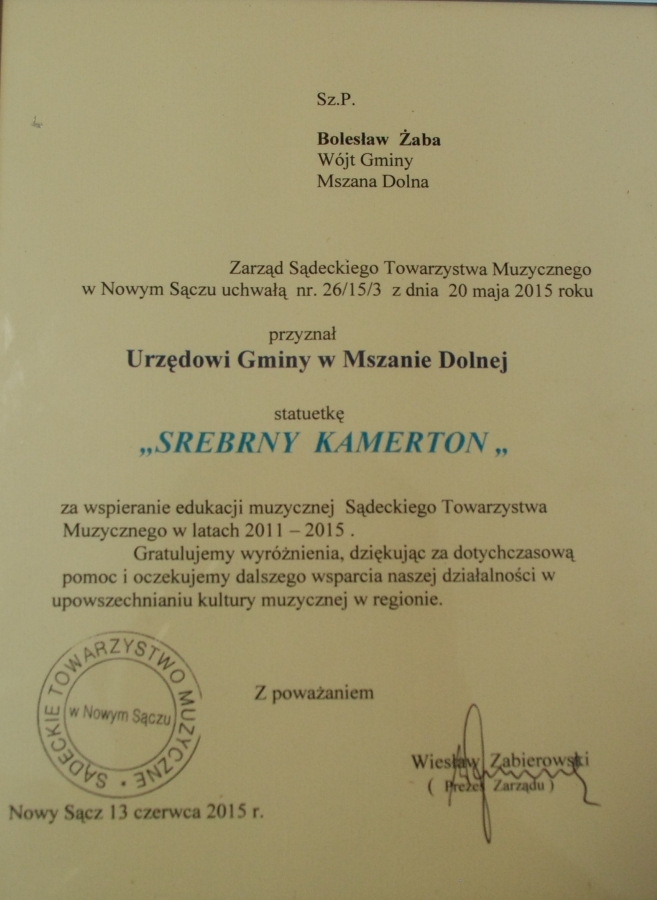 Sz.P.
Bolesław Żaba
Wójt Gminy
Mszana Dolna
Zarząd Sądeckiego Towarzystwa Muzycznego
w Nowym Sączu uchwałą nr. 26/15/3 z dnia 20 maja 2015 roku
przyznał
Urzędowi Gminy w Mszanie Dolnej
statuetkę
„SREBRNY KAMERTON„
za wspieranie edukacji muzycznej Sądeckiego Towarzystwa
Muzycznego w latach 2011 – 2015 .
Gratulujemy wyróżnienia, dziękując za dotychczasową
pomoc i oczekujemy dalszego wsparcia naszej działalności w
upowszechnianiu kultury muzycznej w regionie.
SĄDECKIE TOWARZYSTWO MUZYCZNE •
w Nowym Sączu
Z poważaniem
Wiesław Zabierowski
( Prezes Zarządu )
Nowy Sącz 13 czerwca 2015 r.